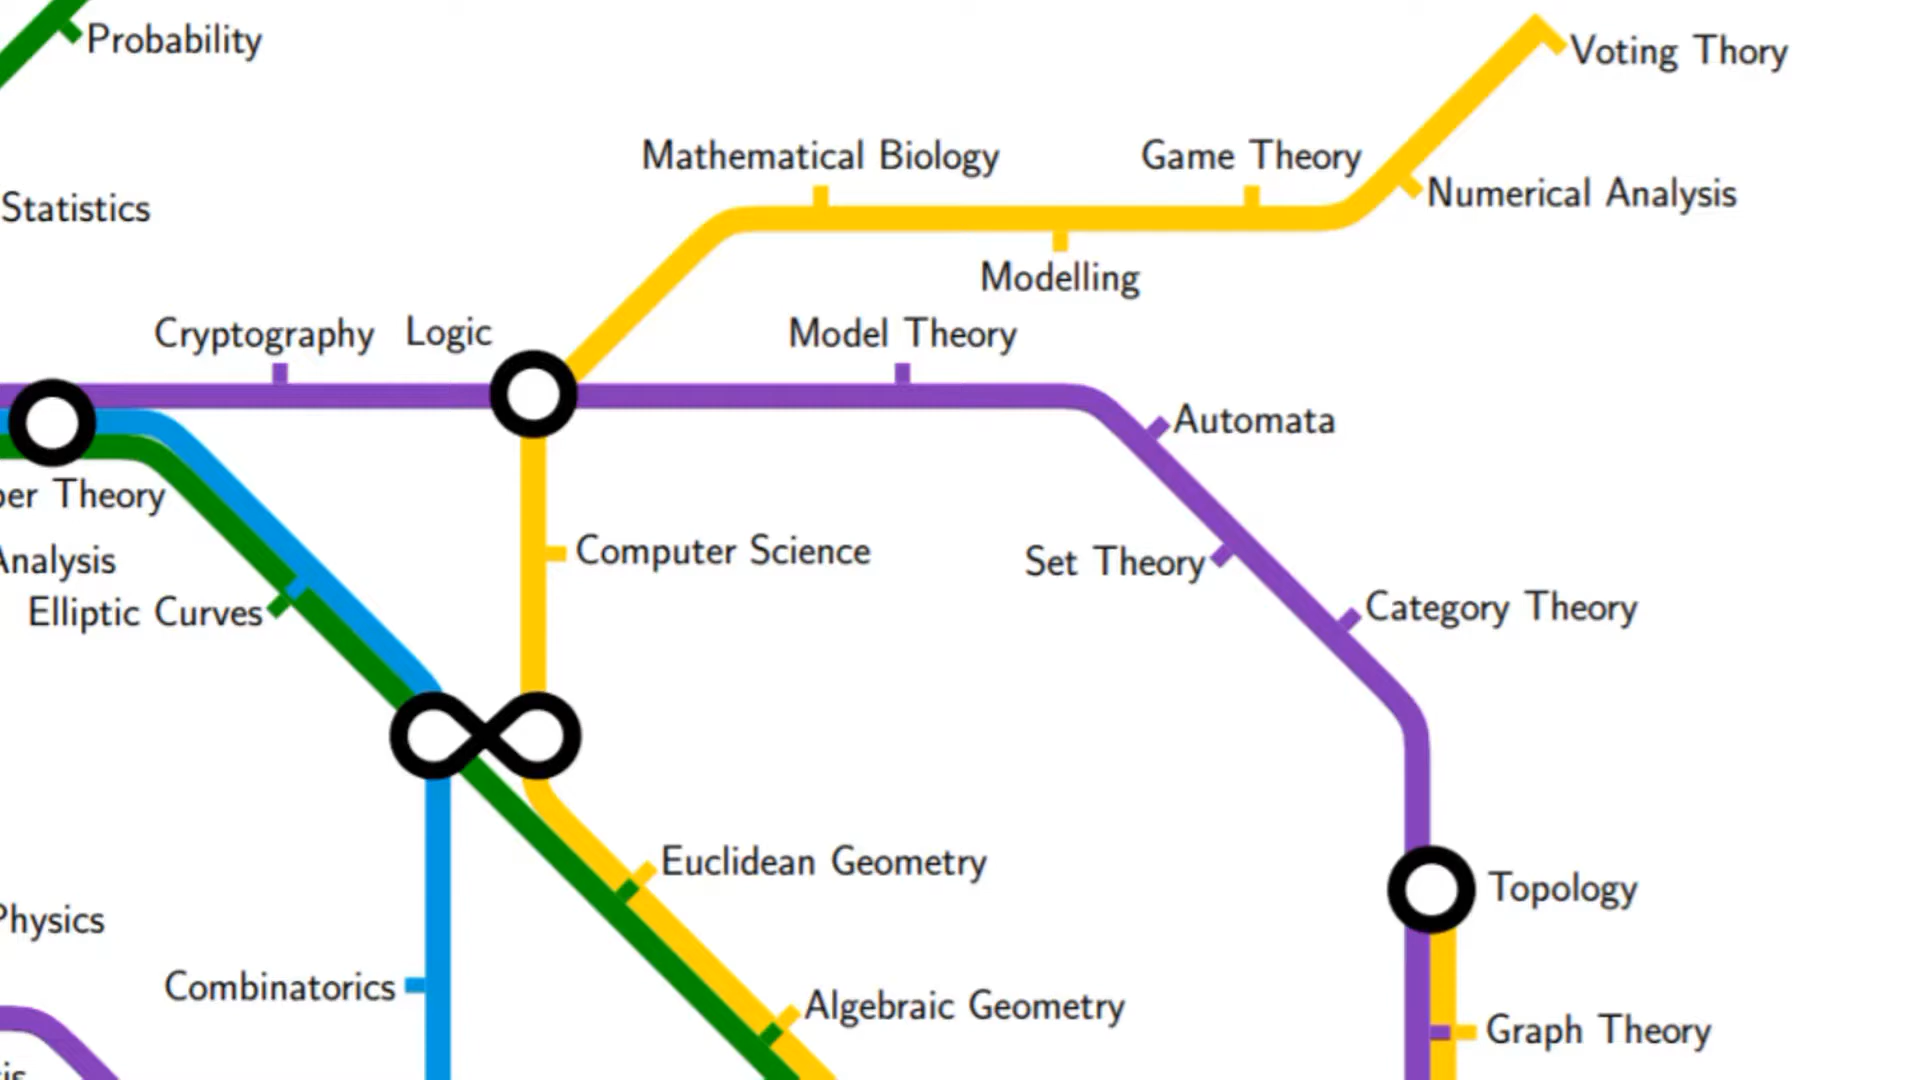 Probability
Voting Thory
Mathematical Biology
Game Theory
Numerical Analysis
Statistics
Modelling
Cryptography
Logic
Model Theory
Automata
Theory
Computer Science
Analysis
Set Theory
Elliptic Curves
Category Theory
Euclidean Geometry
Topology
Physics
Combinatorics
Algebraic Geometry
Graph Theory